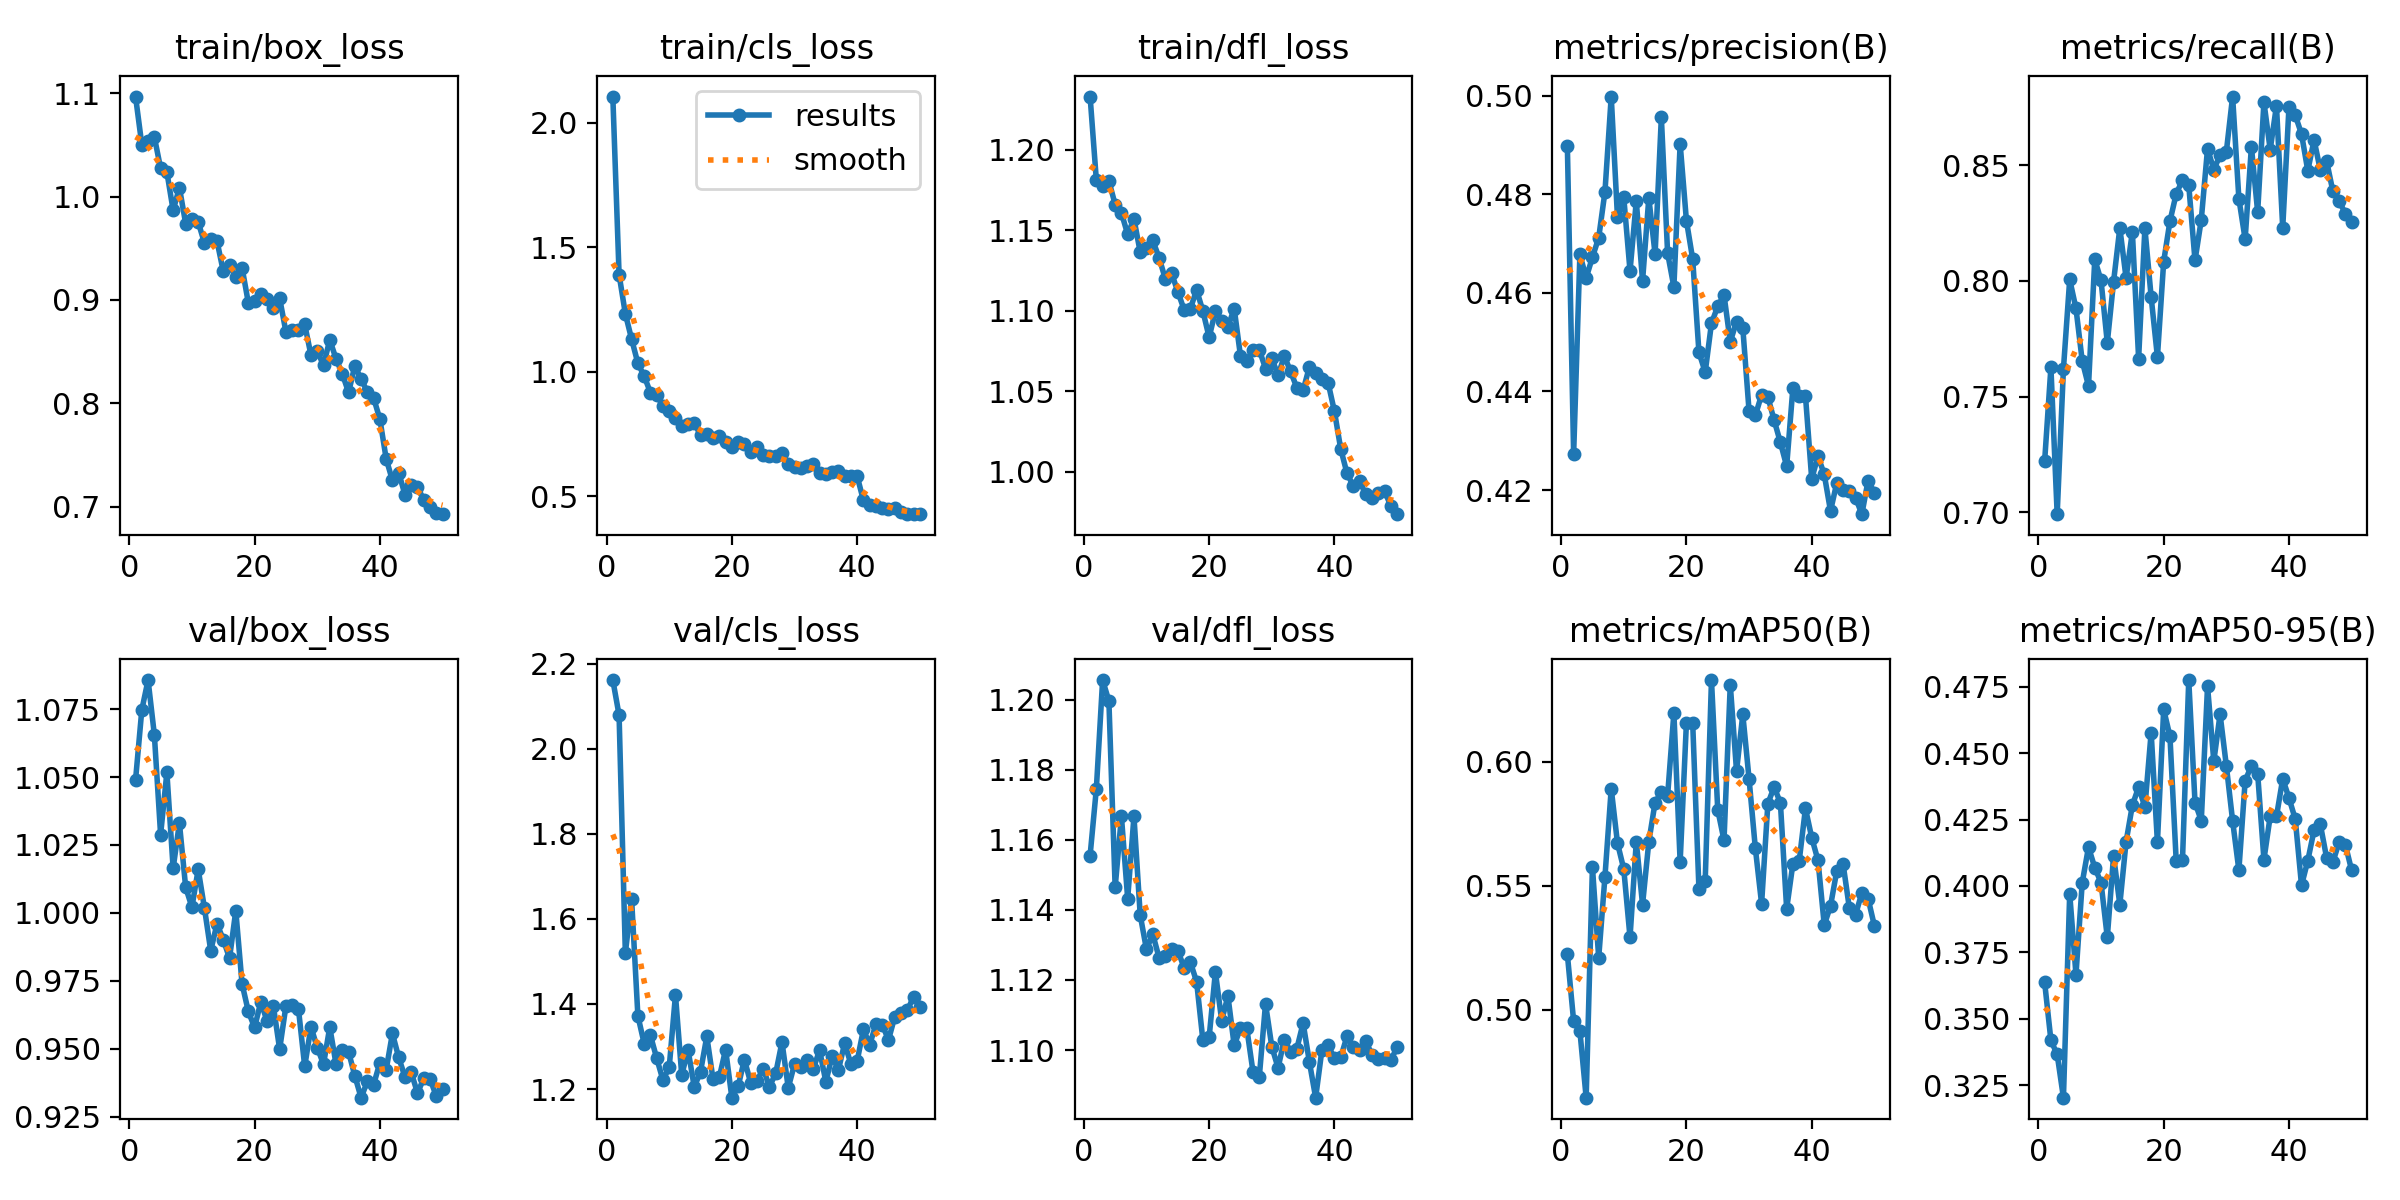 train/box_loss
1.1
1.0
0.9
0.8
0.7
0 20 40
train/cls_loss
results
smooth
2.0
1.5
1.0
0.5
0 20 40
train/dfl_loss
1.20
1.15
1.10
1.05
1.00
0 20 40
metrics/precision(B)
0.50
0.48
0.46
0.44
0.42
0 20 40
metrics/recall(B)
0.85
0.80
0.75
0.70
0 20 40
val/box_loss
1.075
1.050
1.025
1.000
0.975
0.950
0.925
0 20 40
val/cls_loss
2.2
2.0
1.8
1.6
1.4
1.2
0 20 40
val/dfl_loss
1.20
1.18
1.16
1.14
1.12
1.10
0 20 40
metrics/mAP50(B)
0.60
0.55
0.50
0 20 40
metrics/mAP50-95(B)
0.475
0.450
0.425
0.400
0.375
0.350
0.325
0 20 40